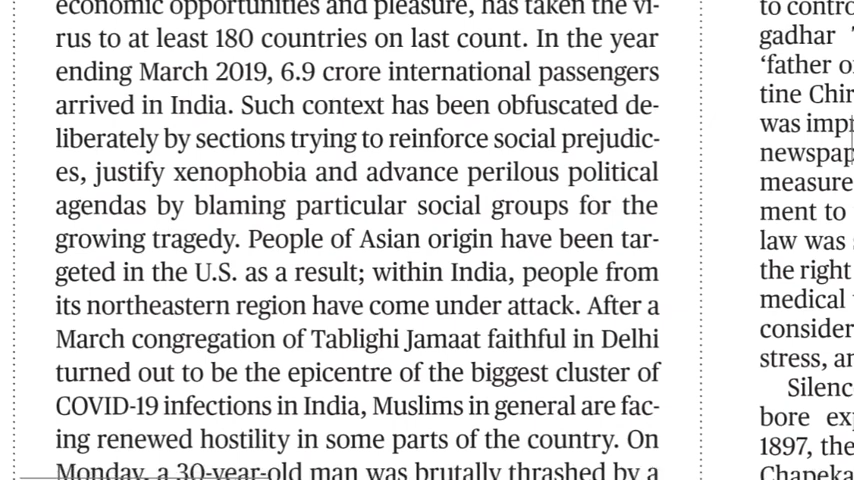 economic opportunities and pleasure, has taken the vi-
rus to at least 180 countries on last count. In the year
ending March 2019, 6.9 crore international passengers
arrived in India. Such context has been obfuscated de-
liberately by sections trying to reinforce social prejudic-
es, justify xenophobia and advance perilous political
agendas by blaming particular social groups for the
growing tragedy. People of Asian origin have been tar-
geted in the U.S. as a result; within India, people from
its northeastern region have come under attack. After a
March congregation of Tablighi Jamaat faithful in Delhi
turned out to be the epicentre of the biggest cluster of
COVID-19 infections in India, Muslims in general are fac-
ing renewed hostility in some parts of the country. On
Monday, a 30-year-old man was brutally thrashed by a
to contro
gadhar
'father o
tine Chir
was imp
newspap
measure
ment to
law was
the right
medical
consider
stress, an
Silenc
bore exp
1897, the
Chapeka